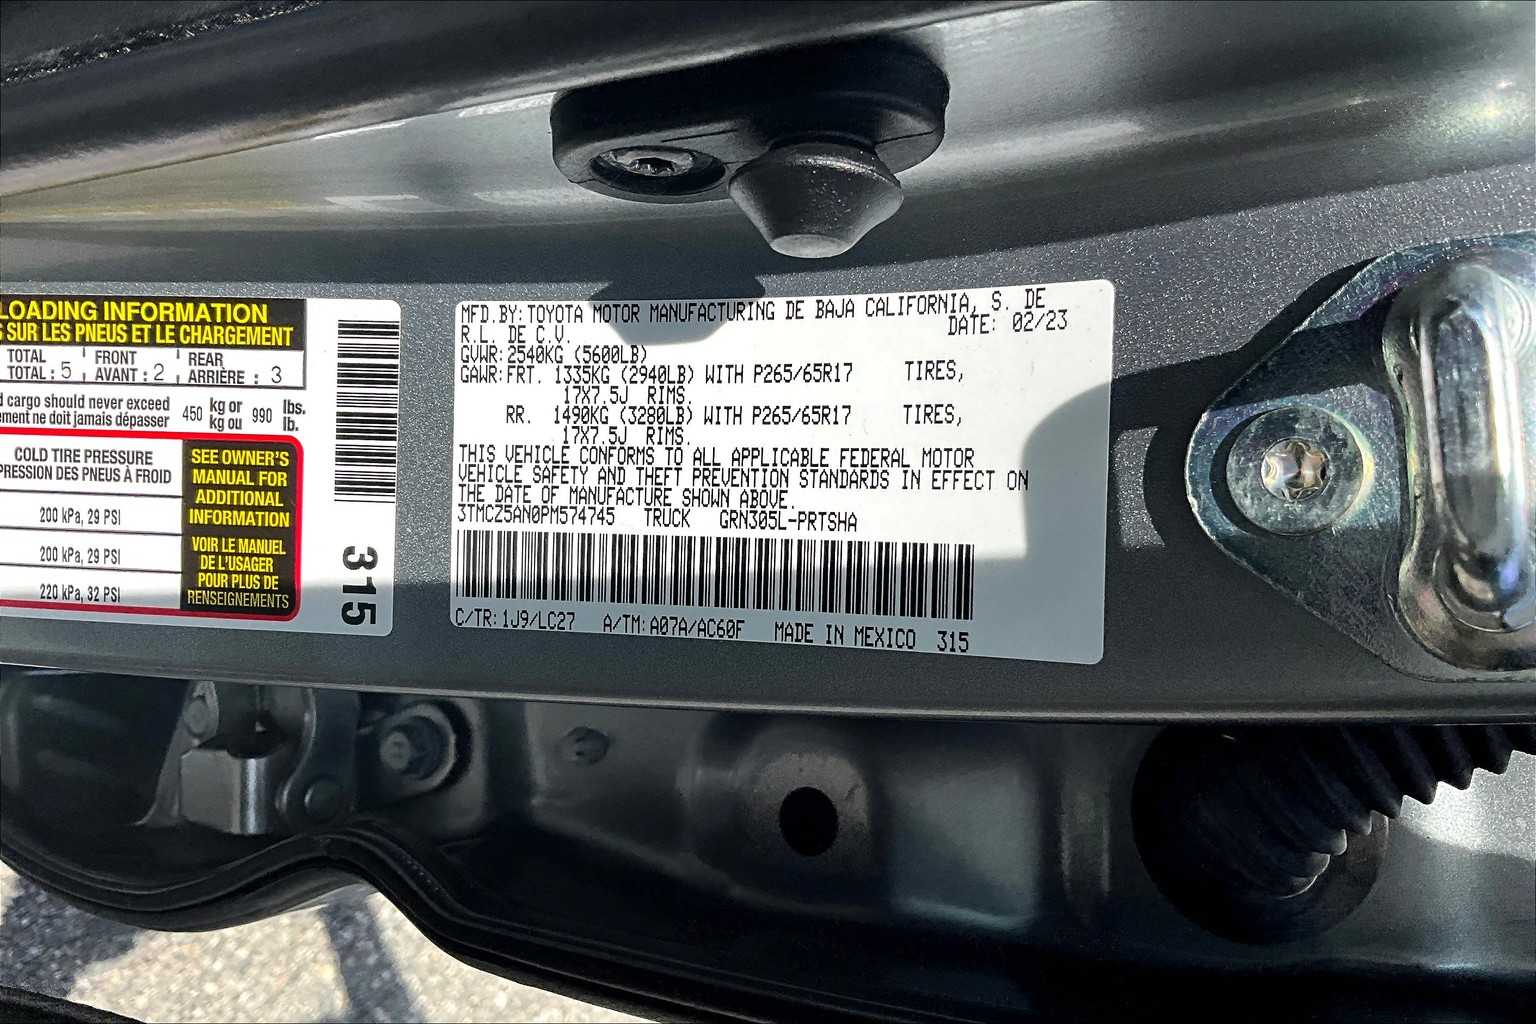 LOADING INFORMATION
SUR LES PNEUS ET LE CHARGEMENT
TOTAL FRONT REAR
TOTAL : 5 AVANT : 2 ARRIÈRE : 3
cargo should never exceed 450 kg or 990 lbs.
ne doit jamais dépasser kg ou lb.
COLD TIRE PRESSURE
PRESSION DES PNEUS À FROID
200 kPa, 29 PSI
200 kPa, 29 PSI
220 kPa, 32 PSI
SEE OWNER'S
MANUAL FOR
ADDITIONAL
INFORMATION
VOIR LE MANUEL
DE L'USAGER
POUR PLUS DE
RENSEIGNEMENTS
315
MFD.BY: TOYOTA MOTOR MANUFACTURING DE BAJA CALIFORNIA, S. DE
R.L. DE C.V. DATE: 02/23
GVWR: 2540KG (5600LB)
GAWR: FRT. 1335KG (2940LB) WITH P265/65R17 TIRES,
17X7.5J RIMS.
RR. 1490KG (3280LB) WITH P265/65R17 TIRES,
17X7.5J RIMS.
THIS VEHICLE CONFORMS TO ALL APPLICABLE FEDERAL MOTOR
VEHICLE SAFETY AND THEFT PREVENTION STANDARDS IN EFFECT ON
THE DATE OF MANUFACTURE SHOWN ABOVE.
3TMCZ5AN0PM574745 TRUCK GRN305L-PRTSHA
C/TR: 1J9/LC27 A/TM: A07A/AC60F MADE IN MEXICO 315